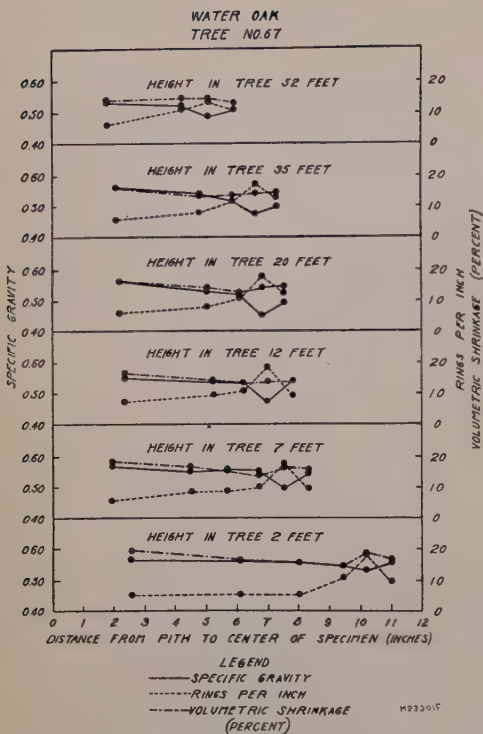 WATER OAK
TREE NO.67
HEIGHT IN TREE 52 FEET
0.60
0.50
0.40
20
10
0
HEIGHT IN TREE 35 FEET
0.60
0.50
0.40
20
10
0
HEIGHT IN TREE 20 FEET
0.60
0.50
0.40
20
10
0
HEIGHT IN TREE 12 FEET
0.60
0.50
0.40
20
10
0
HEIGHT IN TREE 7 FEET
0.60
0.50
0.40
20
10
0
HEIGHT IN TREE 2 FEET
0.60
0.50
0.40
20
10
0
SPECIFIC GRAVITY
RINGS PER INCH
VOLUMETRIC SHRINKAGE (PERCENT)
0 1 2 3 4 5 6 7 8 9 10 11 12
DISTANCE FROM PITH TO CENTER OF SPECIMEN (INCHES)
LEGEND
SPECIFIC GRAVITY
RINGS PER INCH
VOLUMETRIC SHRINKAGE
(PERCENT)
M23201F